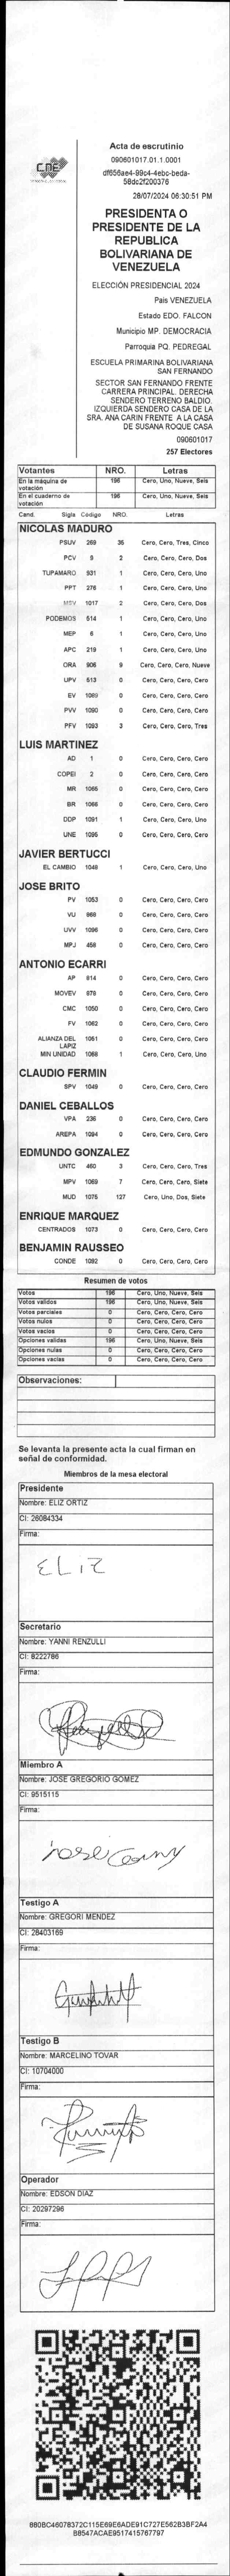 CNE
Acta de escrutinio
090601017.01.1.0001
df656ae4-99c4-4ebc-beda-
58dc2f200376
28/07/2024 06:30:51 PM
PRESIDENTA O
PRESIDENTE DE LA
REPUBLICA
BOLIVARIANA DE
VENEZUELA
ELECCIÓN PRESIDENCIAL 2024
País VENEZUELA
Estado EDO. FALCON
Municipio MP. DEMOCRACIA
Parroquia PQ. PEDREGAL
ESCUELA PRIMARINA BOLIVARIANA
SAN FERNANDO
SECTOR SAN FERNANDO FRENTE
CARRERA PRINCIPAL. DERECHA
SENDERO TERRENO BALDIO.
IZQUIERDA SENDERO CASA DE LA
SRA. ANA CARIN FRENTE A LA CASA
DE SUSANA ROQUE CASA
090601017
257 Electores
Votantes NRO. Letras
En la máquina de votación 196 Cero, Uno, Nueve, Seis
En el cuaderno de votación 196 Cero, Uno, Nueve, Seis
Cand. Sigla Código NRO. Letras
NICOLAS MADURO
PSUV 269 35 Cero, Cero, Tres, Cinco
PCV 9 2 Cero, Cero, Cero, Dos
TUPAMARO 931 1 Cero, Cero, Cero, Uno
PPT 276 1 Cero, Cero, Cero, Uno
MSV 1017 2 Cero, Cero, Cero, Dos
PODEMOS 514 1 Cero, Cero, Cero, Uno
MEP 6 1 Cero, Cero, Cero, Uno
APC 219 1 Cero, Cero, Cero, Uno
ORA 906 9 Cero, Cero, Cero, Nueve
UPV 513 0 Cero, Cero, Cero, Cero
EV 1089 0 Cero, Cero, Cero, Cero
PVV 1090 0 Cero, Cero, Cero, Cero
PFV 1093 3 Cero, Cero, Cero, Tres
LUIS MARTINEZ
AD 1 0 Cero, Cero, Cero, Cero
COPEI 2 0 Cero, Cero, Cero, Cero
MR 1065 0 Cero, Cero, Cero, Cero
BR 1066 0 Cero, Cero, Cero, Cero
DDP 1091 1 Cero, Cero, Cero, Uno
UNE 1095 0 Cero, Cero, Cero, Cero
JAVIER BERTUCCI
EL CAMBIO 1048 1 Cero, Cero, Cero, Uno
JOSE BRITO
PV 1053 0 Cero, Cero, Cero, Cero
VU 968 0 Cero, Cero, Cero, Cero
UVV 1096 0 Cero, Cero, Cero, Cero
MPJ 458 0 Cero, Cero, Cero, Cero
ANTONIO ECARRI
AP 814 0 Cero, Cero, Cero, Cero
MOVEV 979 0 Cero, Cero, Cero, Cero
CMC 1050 0 Cero, Cero, Cero, Cero
FV 1062 0 Cero, Cero, Cero, Cero
ALIANZA DEL LÁPIZ 1061 0 Cero, Cero, Cero, Cero
MIN UNIDAD 1068 1 Cero, Cero, Cero, Uno
CLAUDIO FERMIN
SPV 1049 0 Cero, Cero, Cero, Cero
DANIEL CEBALLOS
VPA 236 0 Cero, Cero, Cero, Cero
AREPA 1094 0 Cero, Cero, Cero, Cero
EDMUNDO GONZALEZ
UNTC 460 3 Cero, Cero, Cero, Tres
MPV 1069 7 Cero, Cero, Cero, Siete
MUD 1075 127 Cero, Uno, Dos, Siete
ENRIQUE MARQUEZ
CENTRADOS 1073 0 Cero, Cero, Cero, Cero
BENJAMIN RAUSSEO
CONDE 1092 0 Cero, Cero, Cero, Cero
Resumen de votos
Votos 196 Cero, Uno, Nueve, Seis
Votos validos 196 Cero, Uno, Nueve, Seis
Votos parciales 0 Cero, Cero, Cero, Cero
Votos nulos 0 Cero, Cero, Cero, Cero
Votos vacios 0 Cero, Cero, Cero, Cero
Opciones validas 196 Cero, Uno, Nueve, Seis
Opciones nulas 0 Cero, Cero, Cero, Cero
Opciones vacias 0 Cero, Cero, Cero, Cero
Observaciones:
Se levanta la presente acta la cual firman en
señal de conformidad.
Miembros de la mesa electoral
Presidente
Nombre: ELIZ ORTIZ
CI: 26084334
Firma:
ELiZ
Secretario
Nombre: YANNI RENZULLI
CI: 8222786
Firma:
Miembro A
Nombre: JOSE GREGORIO GOMEZ
CI: 9515115
Firma:
Testigo A
Nombre: GREGORI MENDEZ
CI: 28403169
Firma:
Testigo B
Nombre: MARCELINO TOVAR
CI: 10704000
Firma:
Operador
Nombre: EDSON DIAZ
CI: 20297296
Firma:
880BC46078372C115E69E6ADE91C727E562B3BF2A4
B8547ACAE9517415767797